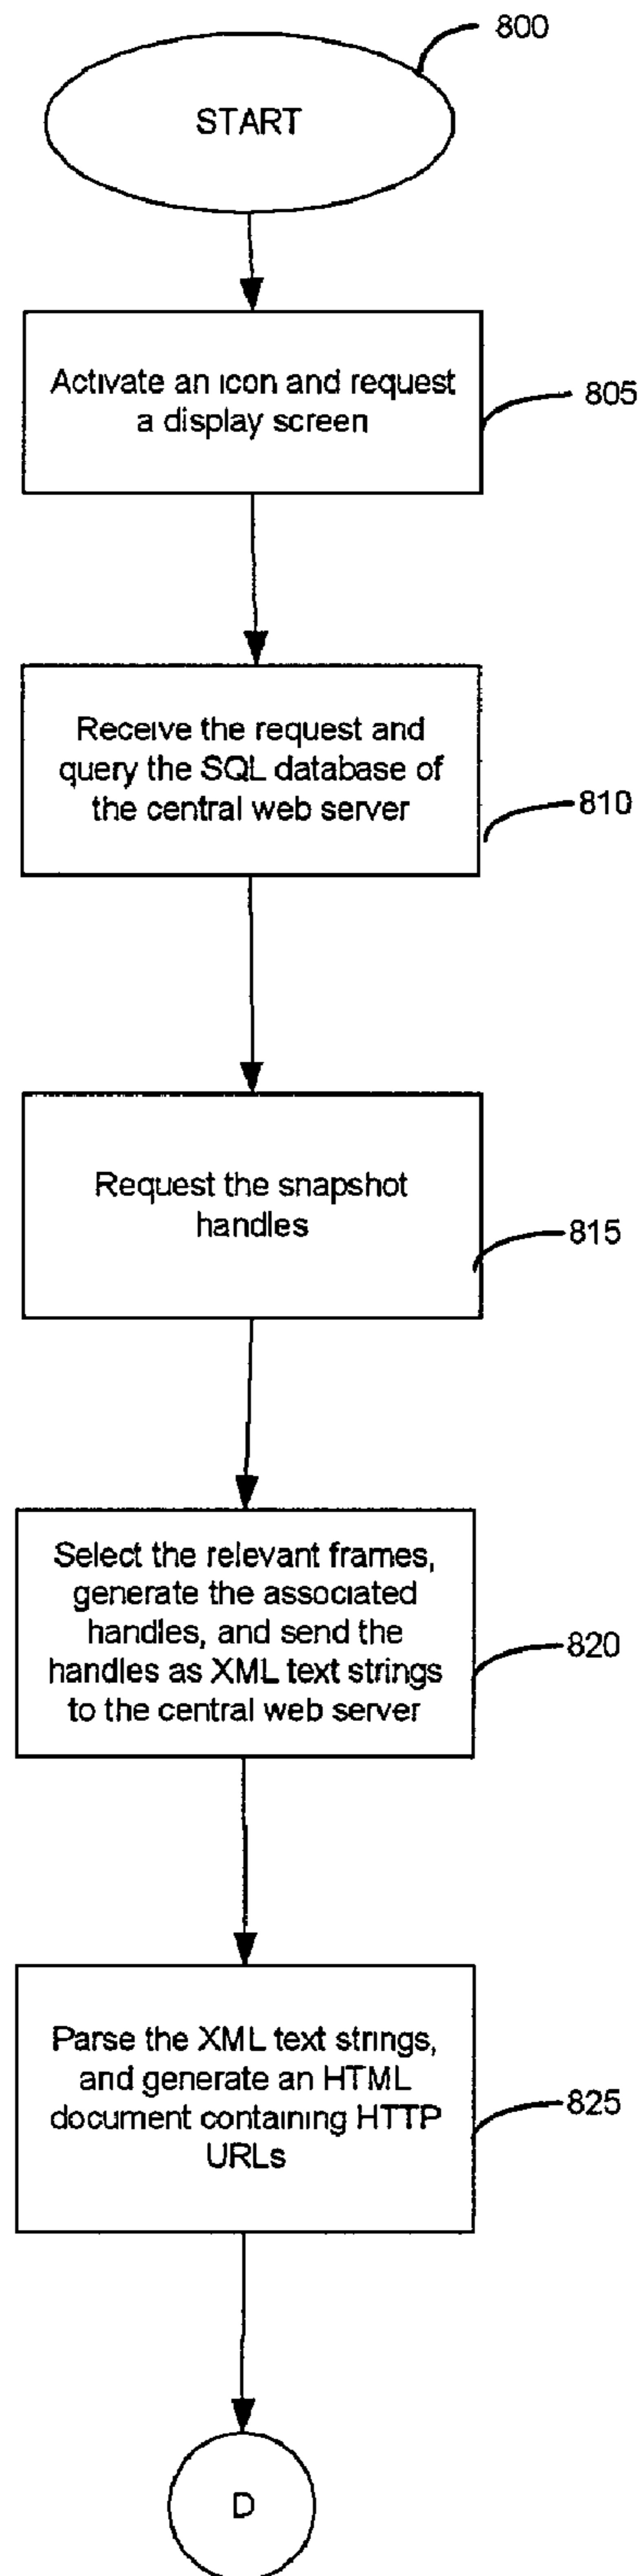 800
START
Activate an icon and request
a display screen
805
Receive the request and
query the SQL database of
the central web server
810
Request the snapshot
handles
815
Select the relevant frames,
generate the associated
handles, and send the
handles as XML text strings
to the central web server
820
Parse the XML text strings,
and generate an HTML
document containing HTTP
URLs
825
D